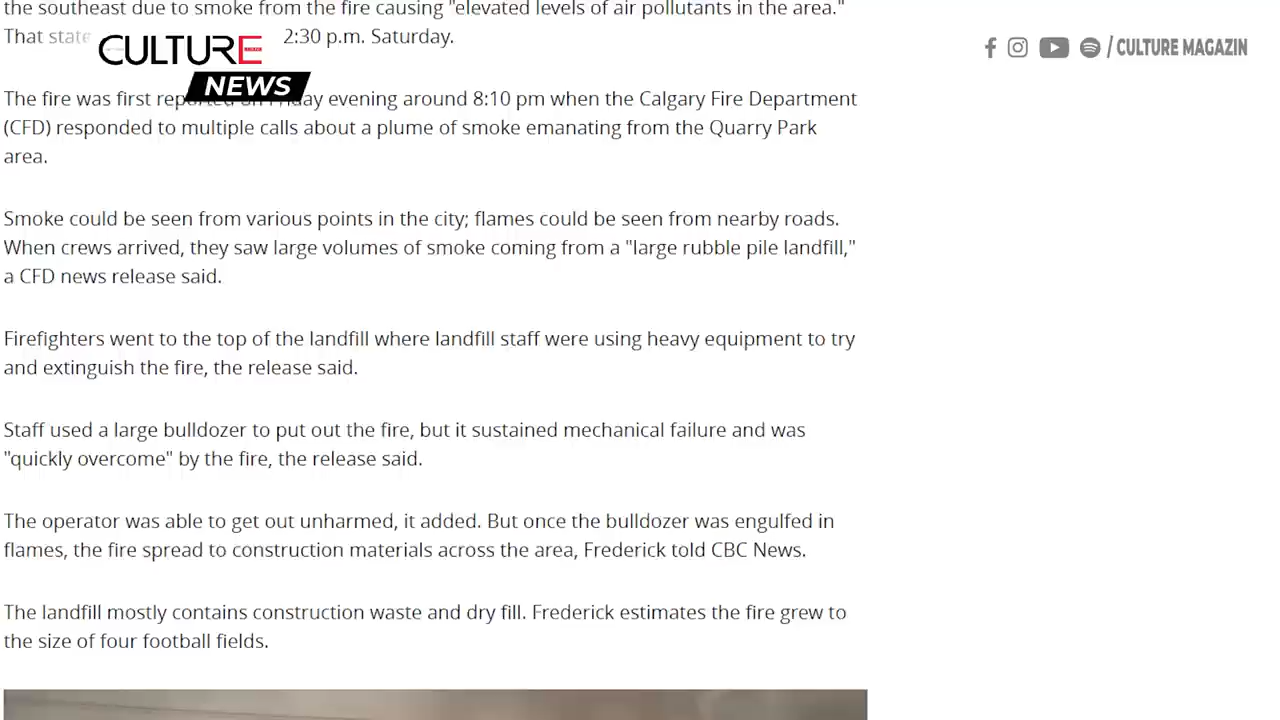 the southeast due to smoke from the fire causing "elevated levels of air pollutants in the area."
That state 2:30 p.m. Saturday.
CULTURE
NEWS
/ CULTURE MAGAZIN
The fire was first evening around 8:10 pm when the Calgary Fire Department
(CFD) responded to multiple calls about a plume of smoke emanating from the Quarry Park
area.
Smoke could be seen from various points in the city; flames could be seen from nearby roads.
When crews arrived, they saw large volumes of smoke coming from a "large rubble pile landfill,"
a CFD news release said.
Firefighters went to the top of the landfill where landfill staff were using heavy equipment to try
and extinguish the fire, the release said.
Staff used a large bulldozer to put out the fire, but it sustained mechanical failure and was
"quickly overcome" by the fire, the release said.
The operator was able to get out unharmed, it added. But once the bulldozer was engulfed in
flames, the fire spread to construction materials across the area, Frederick told CBC News.
The landfill mostly contains construction waste and dry fill. Frederick estimates the fire grew to
the size of four football fields.